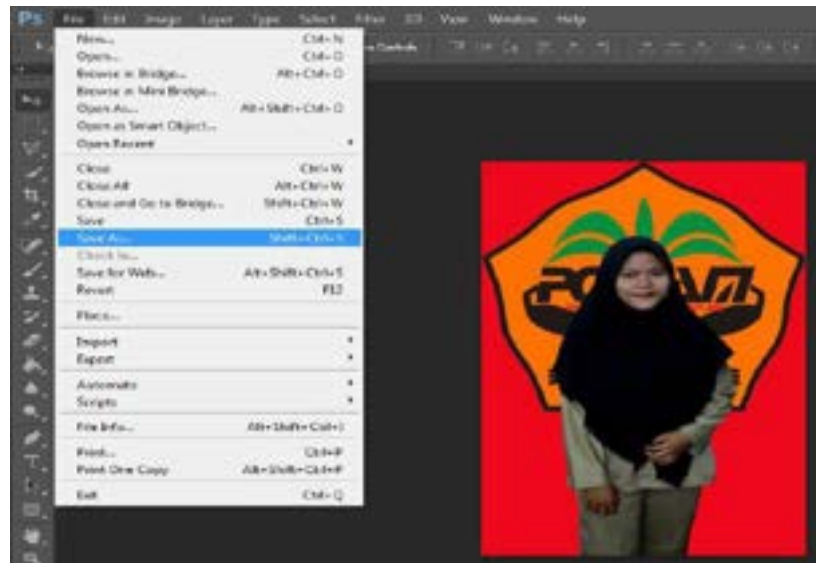 Ps File Edit Image Layer Type Select Filter 3D View Window Help
New... Ctrl+N
Open... Ctrl+O
Browse in Bridge... Alt+Ctrl+O
Browse in Mini Bridge...
Open As... Alt+Shift+Ctrl+O
Open as Smart Object...
Open Recent
Close Ctrl+W
Close All Alt+Ctrl+W
Close and Go to Bridge... Shift+Ctrl+W
Save Ctrl+S
Save As... Shift+Ctrl+S
Check In...
Save for Web... Alt+Shift+Ctrl+S
Revert F12
Place...
Import
Export
Automate
Scripts
File Info... Alt+Shift+Ctrl+I
Print... Ctrl+P
Print One Copy Alt+Shift+Ctrl+P
Exit Ctrl+Q